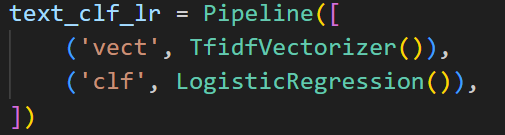 text_clf_lr = Pipeline([
    ('vect', TfidfVectorizer()),
    ('clf', LogisticRegression()),
])